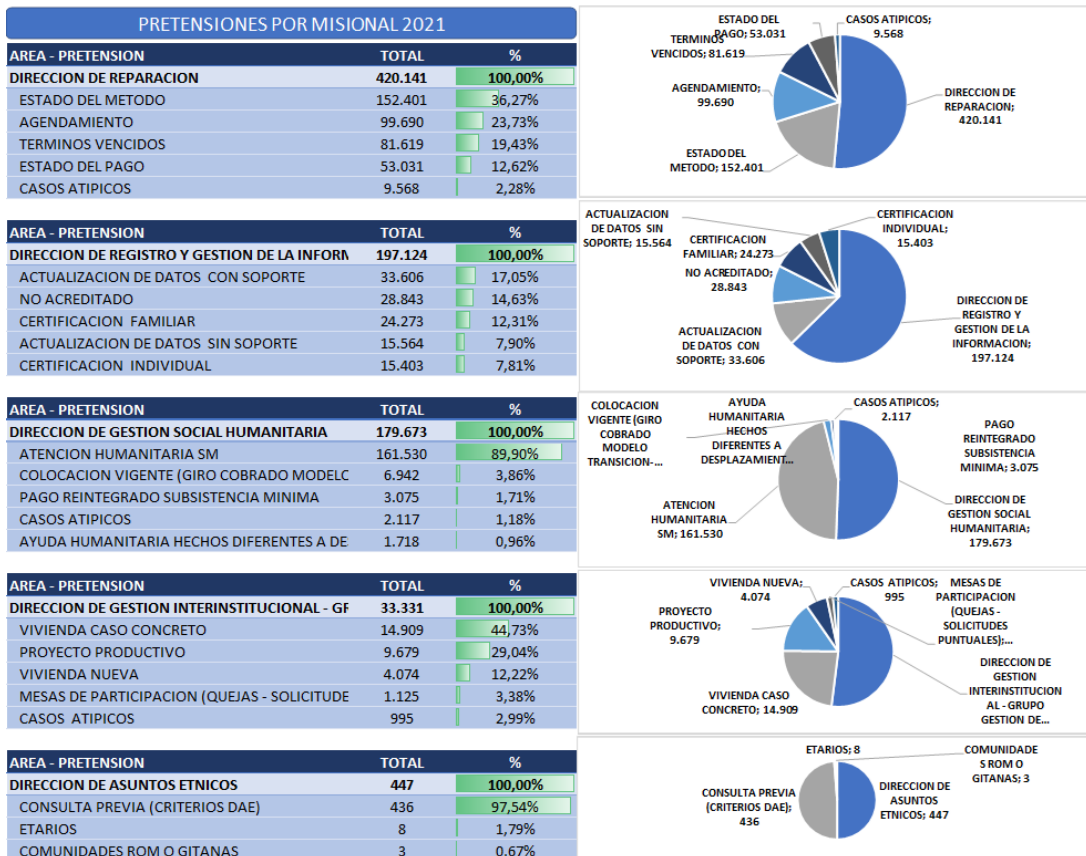 PRETENSIONES POR MISIONAL 2021
AREA - PRETENSION TOTAL %
DIRECCION DE REPARACION 420.141 100,00%
ESTADO DEL METODO 152.401 36,27%
AGENDAMIENTO 99.690 23,73%
TERMINOS VENCIDOS 81.619 19,43%
ESTADO DEL PAGO 53.031 12,62%
CASOS ATIPICOS 9.568 2,28%
ESTADO DEL
PAGO; 53.031
CASOS ATIPICOS;
9.568
TERMINOS
VENCIDOS; 81.619
AGENDAMIENTO;
99.690
DIRECCION DE
REPARACION;
420.141
ESTADO DEL
METODO; 152.401
AREA - PRETENSION TOTAL %
DIRECCION DE REGISTRO Y GESTION DE LA INFORM 197.124 100,00%
ACTUALIZACION DE DATOS CON SOPORTE 33.606 17,05%
NO ACREDITADO 28.843 14,63%
CERTIFICACION FAMILIAR 24.273 12,31%
ACTUALIZACION DE DATOS SIN SOPORTE 15.564 7,90%
CERTIFICACION INDIVIDUAL 15.403 7,81%
ACTUALIZACION
DE DATOS SIN
SOPORTE; 15.564
CERTIFICACION
INDIVIDUAL;
15.403
CERTIFICACION
FAMILIAR; 24.273
NO ACREDITADO;
28.843
DIRECCION DE
REGISTRO Y
GESTION DE LA
INFORMACION;
197.124
ACTUALIZACION
DE DATOS CON
SOPORTE; 33.606
AREA - PRETENSION TOTAL %
DIRECCION DE GESTION SOCIAL HUMANITARIA 179.673 100,00%
ATENCION HUMANITARIA SM 161.530 89,90%
COLOCACION VIGENTE (GIRO COBRADO MODELO 6.942 3,86%
PAGO REINTEGRADO SUBSISTENCIA MINIMA 3.075 1,71%
CASOS ATIPICOS 2.117 1,18%
AYUDA HUMANITARIA HECHOS DIFERENTES A DE 1.718 0,96%
COLOCACION
VIGENTE (GIRO
COBRADO
MODELO
TRANSICION-...
AYUDA
HUMANITARIA
HECHOS
DIFERENTES A
DESPLAZAMIENT...
CASOS ATIPICOS;
2.117
PAGO
REINTEGRADO
SUBSISTENCIA
MINIMA; 3.075
ATENCION
HUMANITARIA
SM; 161.530
DIRECCION DE
GESTION SOCIAL
HUMANITARIA;
179.673
AREA - PRETENSION TOTAL %
DIRECCION DE GESTION INTERINSTITUCIONAL - GF 33.331 100,00%
VIVIENDA CASO CONCRETO 14.909 44,73%
PROYECTO PRODUCTIVO 9.679 29,04%
VIVIENDA NUEVA 4.074 12,22%
MESAS DE PARTICIPACION (QUEJAS - SOLICITUDE 1.125 3,38%
CASOS ATIPICOS 995 2,99%
VIVIENDA NUEVA;
4.074
CASOS ATIPICOS;
995
MESAS DE
PARTICIPACION
(QUEJAS -
SOLICITUDES
PUNTUALES);...
PROYECTO
PRODUCTIVO;
9.679
DIRECCION DE
GESTION
INTERINSTITUCION
AL - GRUPO
GESTION DE...
VIVIENDA CASO
CONCRETO; 14.909
AREA - PRETENSION TOTAL %
DIRECCION DE ASUNTOS ETNICOS 447 100,00%
CONSULTA PREVIA (CRITERIOS DAE) 436 97,54%
ETARIOS 8 1,79%
COMUNIDADES ROM O GITANAS 3 0,67%
ETARIOS; 8
COMUNIDADE
S ROM O
GITANAS; 3
CONSULTA PREVIA
(CRITERIOS DAE);
436
DIRECCION DE
ASUNTOS
ETNICOS; 447